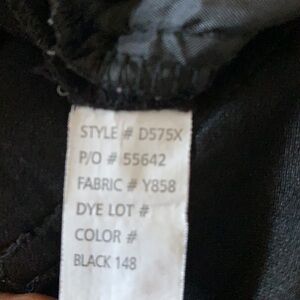 STYLE # D575X
P/O # 55642
FABRIC # Y858
DYE LOT #
COLOR #
BLACK 148